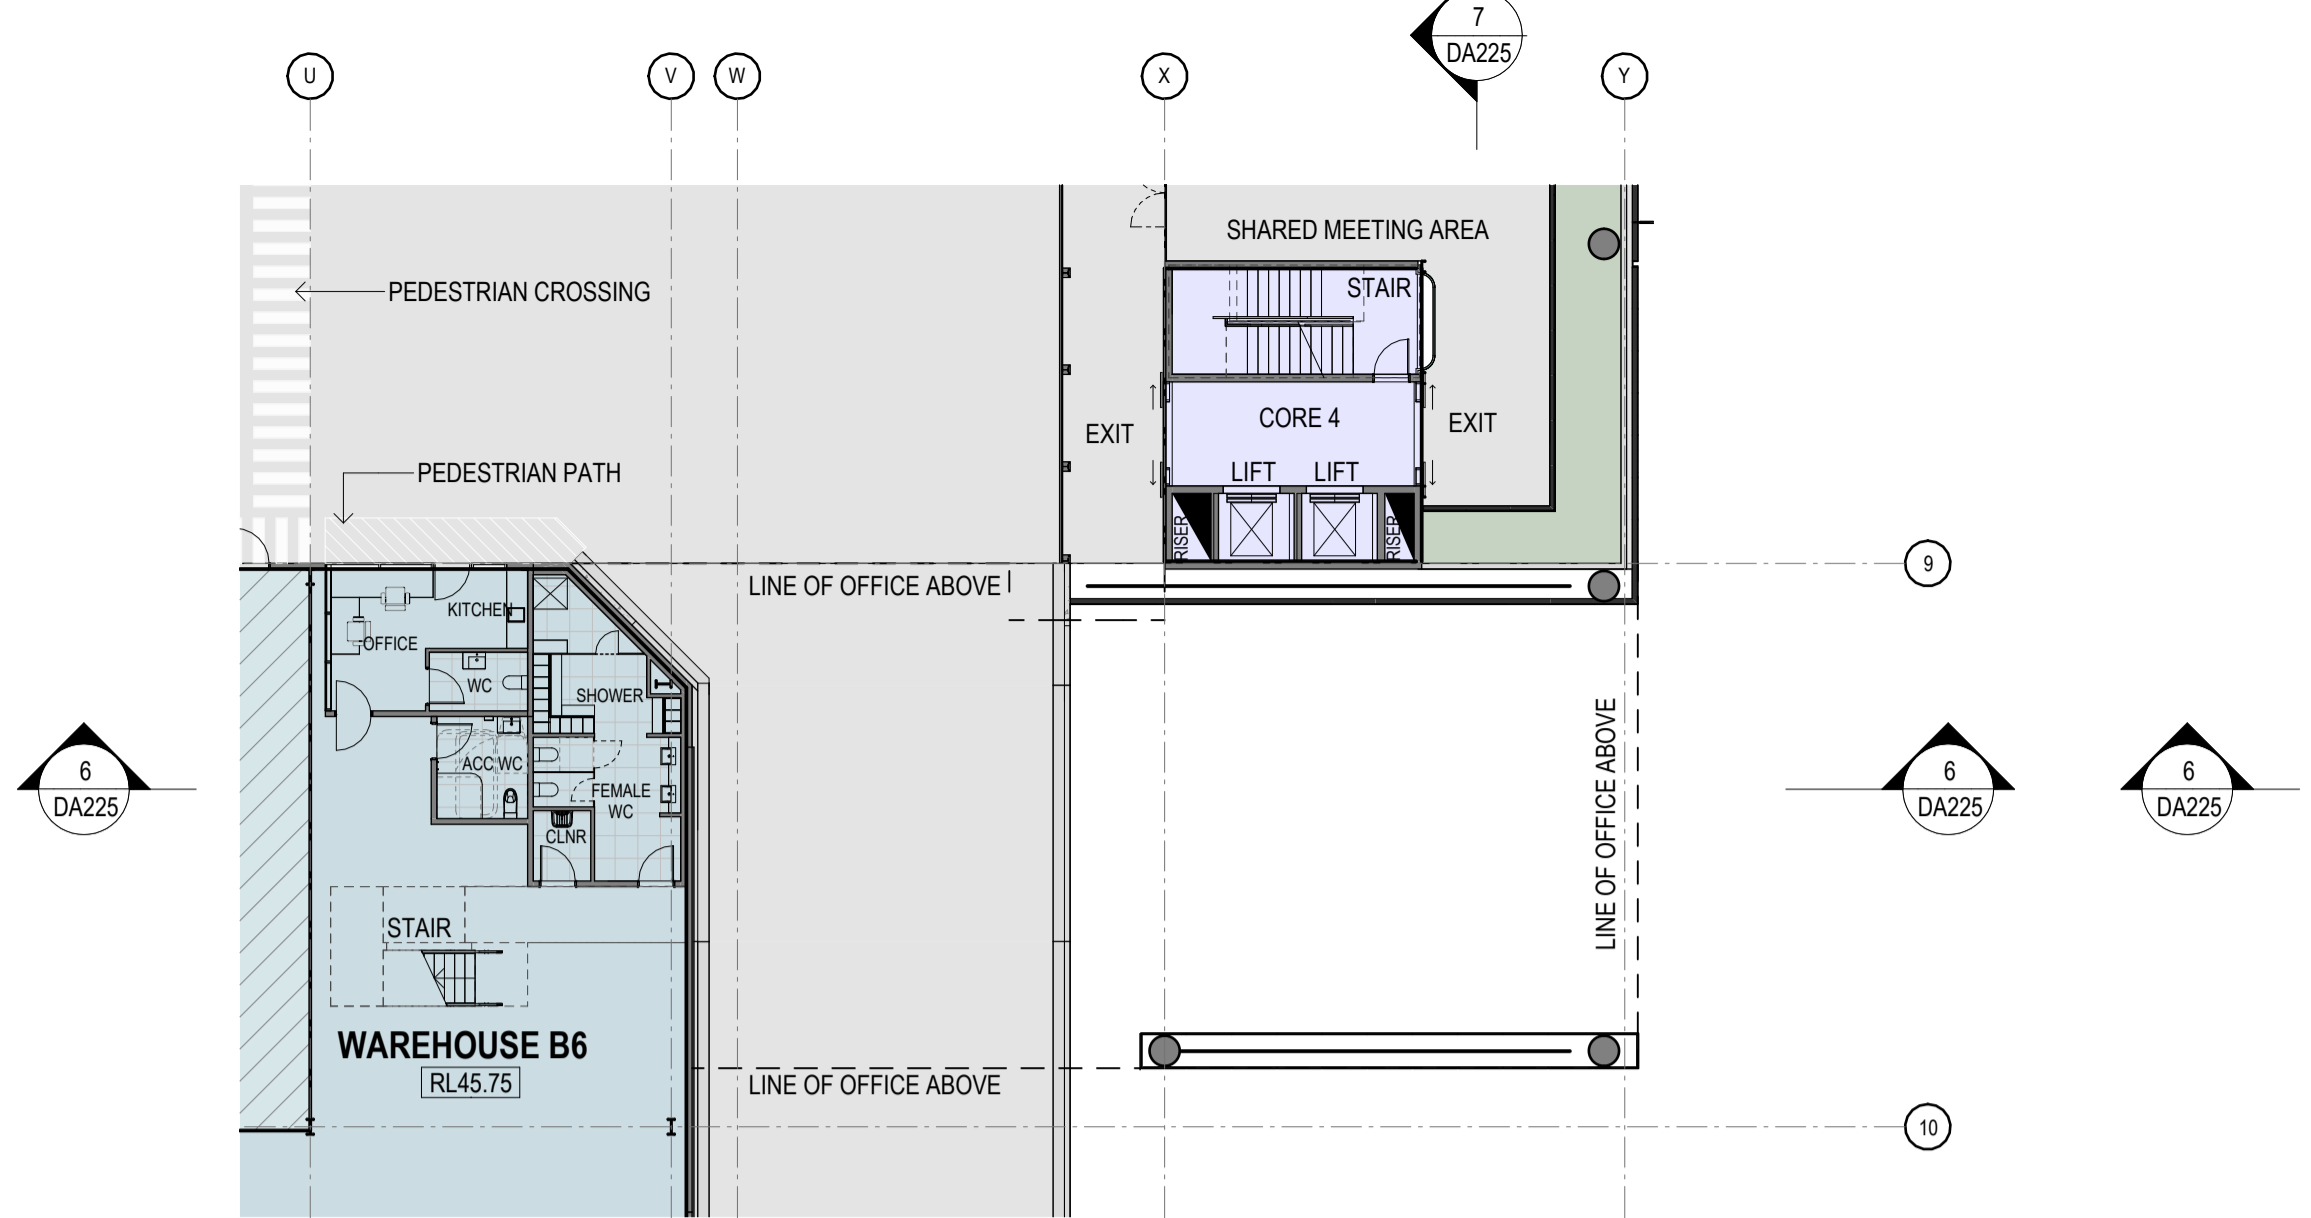 7
DA225
U
V
W
X
Y
SHARED MEETING AREA
PEDESTRIAN CROSSING
STAIR
CORE 4
EXIT
EXIT
PEDESTRIAN PATH
LIFT
LIFT
RISER
RISER
9
LINE OF OFFICE ABOVE
KITCHEN
OFFICE
WC
SHOWER
ACC WC
FEMALE
WC
CLNR
LINE OF OFFICE ABOVE
6
DA225
6
DA225
6
DA225
STAIR
WAREHOUSE B6
RL45.75
LINE OF OFFICE ABOVE
10